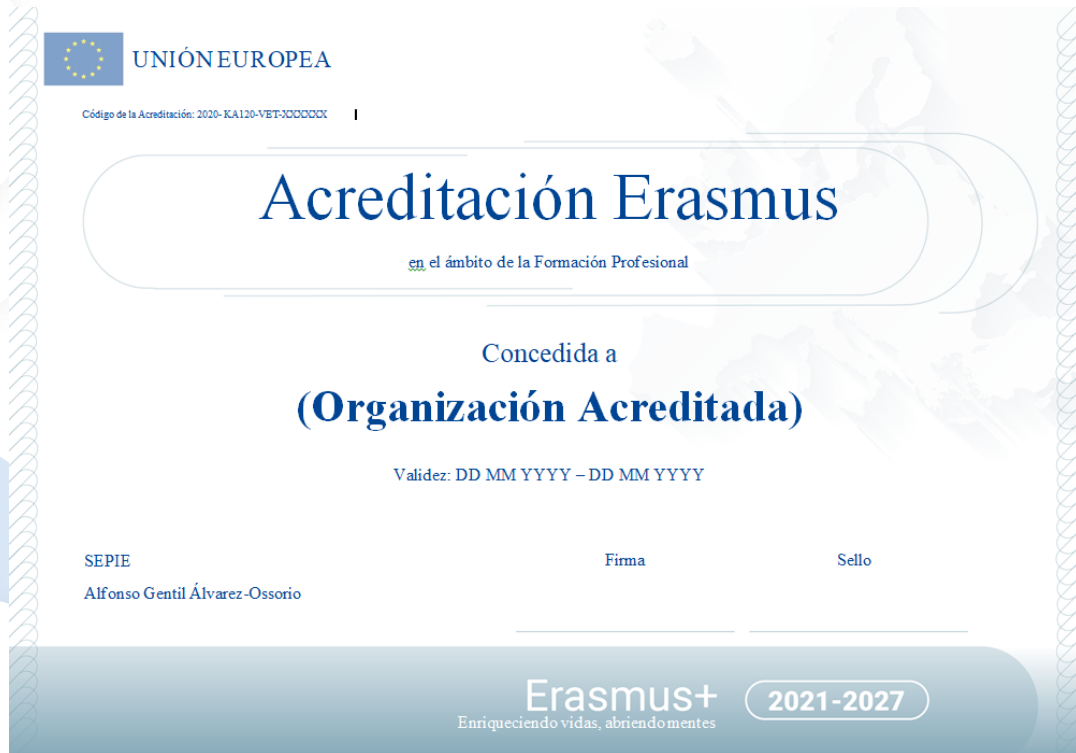 UNIÓN EUROPEA
Código de la Acreditación: 2020- KA120-VET-XXXXXX
Acreditación Erasmus
en el ámbito de la Formación Profesional
Concedida a
(Organización Acreditada)
Validez: DD MM YYYY – DD MM YYYY
SEPIE
Firma
Sello
Alfonso Gentil Álvarez-Ossorio
Erasmus+
2021-2027
Enriqueciendo vidas, abriendo mentes